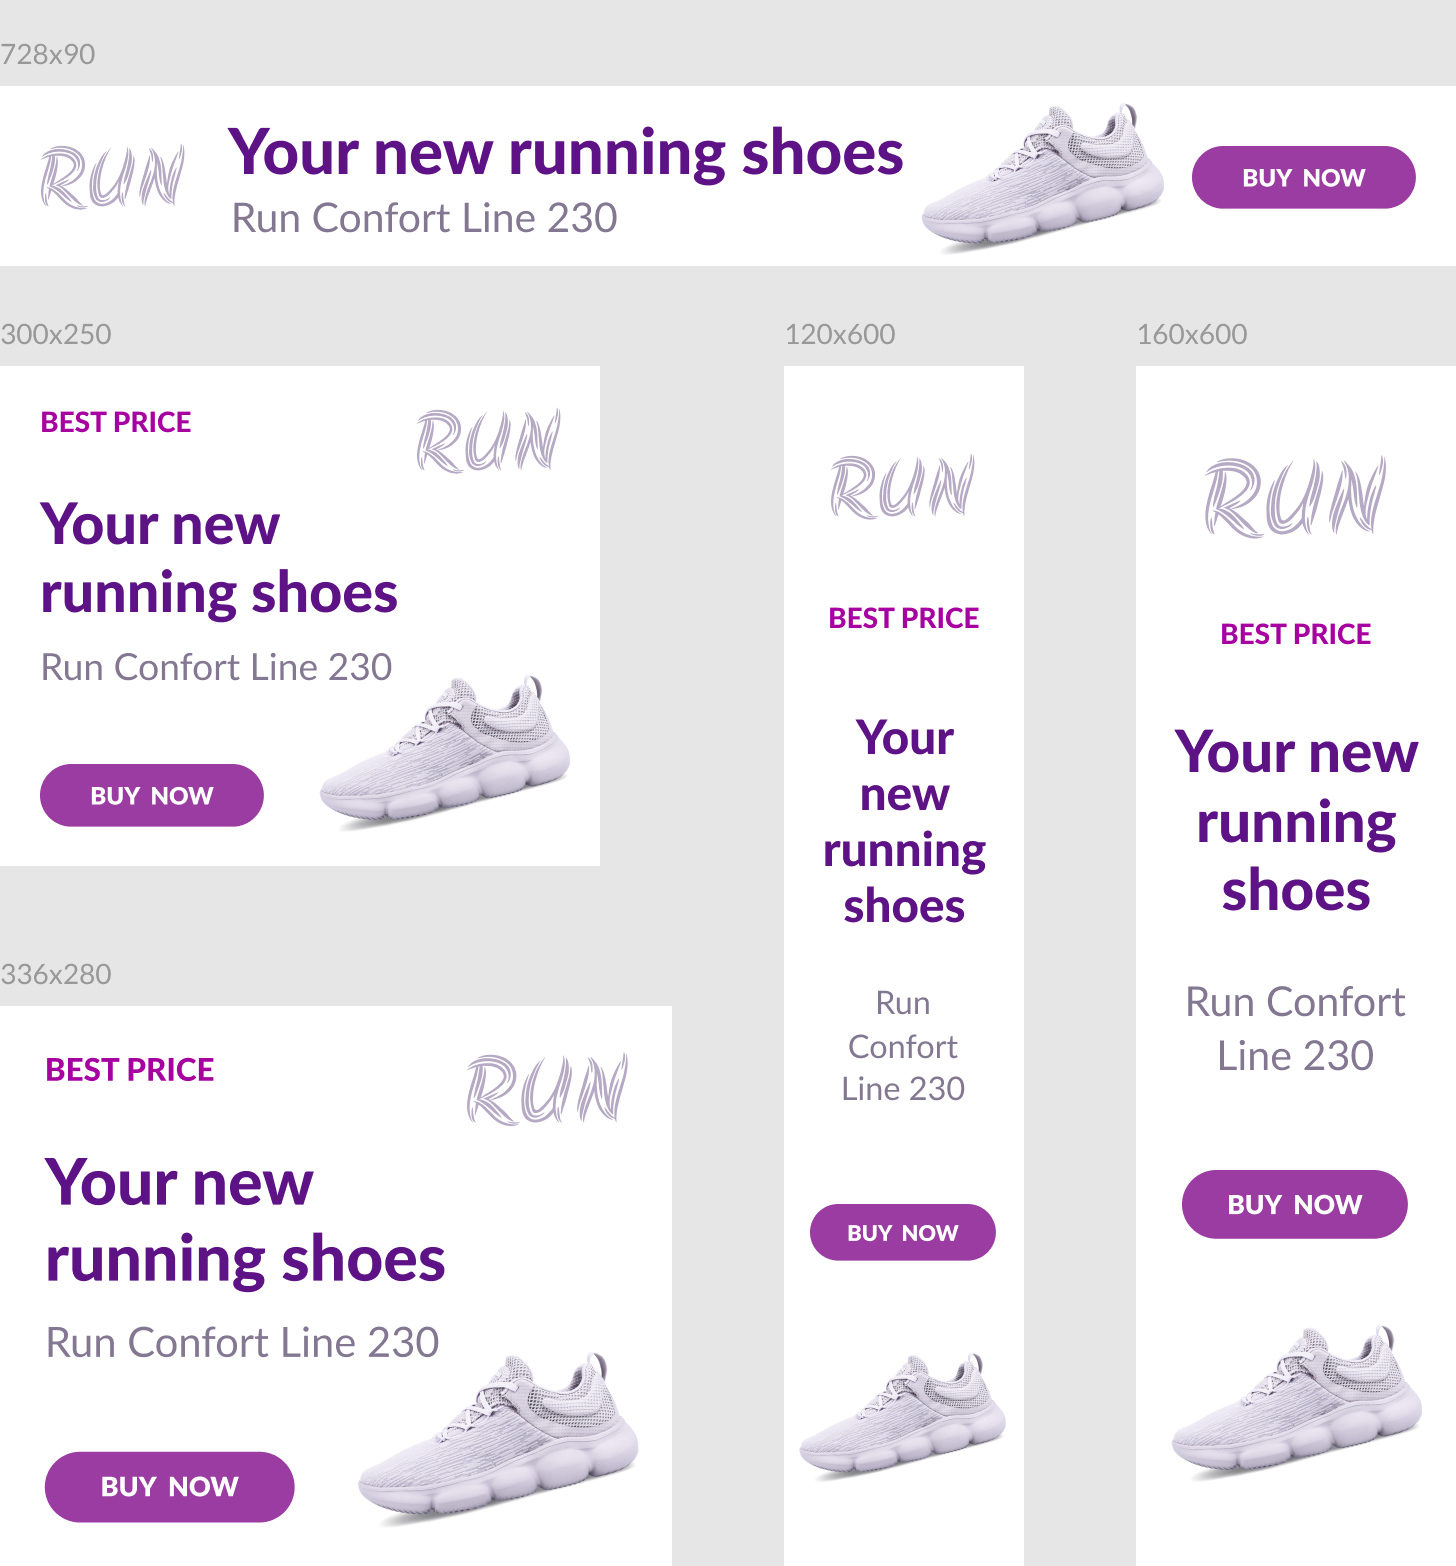 728x90
RUN
Your new running shoes
Run Confort Line 230
BUY NOW
300x250
BEST PRICE
RUN
Your new
running shoes
Run Confort Line 230
BUY NOW
120x600
RUN
BEST PRICE
Your
new
running
shoes
Run
Confort
Line 230
BUY NOW
160x600
RUN
BEST PRICE
Your new
running
shoes
Run Confort
Line 230
BUY NOW
336x280
BEST PRICE
RUN
Your new
running shoes
Run Confort Line 230
BUY NOW